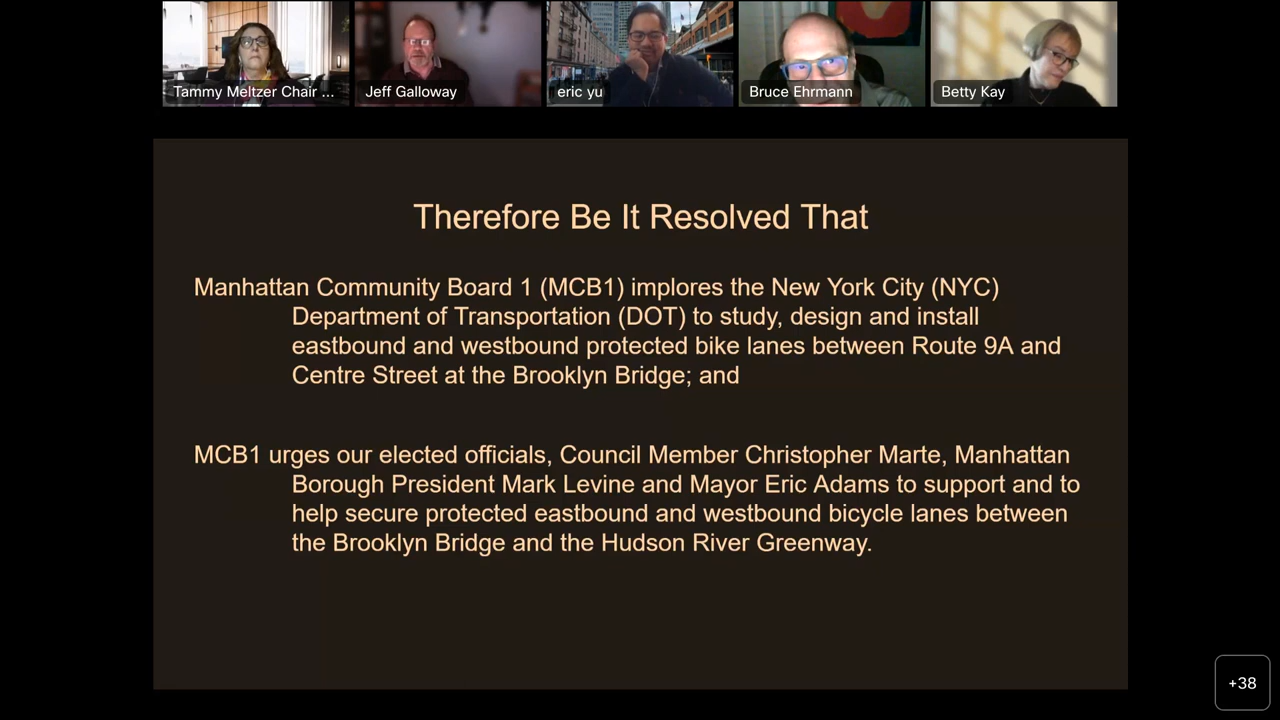 Tammy Meltzer Chair ...
Jeff Galloway
eric yu
Bruce Ehrmann
Betty Kay
Therefore Be It Resolved That
Manhattan Community Board 1 (MCB1) implores the New York City (NYC)
Department of Transportation (DOT) to study, design and install
eastbound and westbound protected bike lanes between Route 9A and
Centre Street at the Brooklyn Bridge; and
MCB1 urges our elected officials, Council Member Christopher Marte, Manhattan
Borough President Mark Levine and Mayor Eric Adams to support and to
help secure protected eastbound and westbound bicycle lanes between
the Brooklyn Bridge and the Hudson River Greenway.
+38